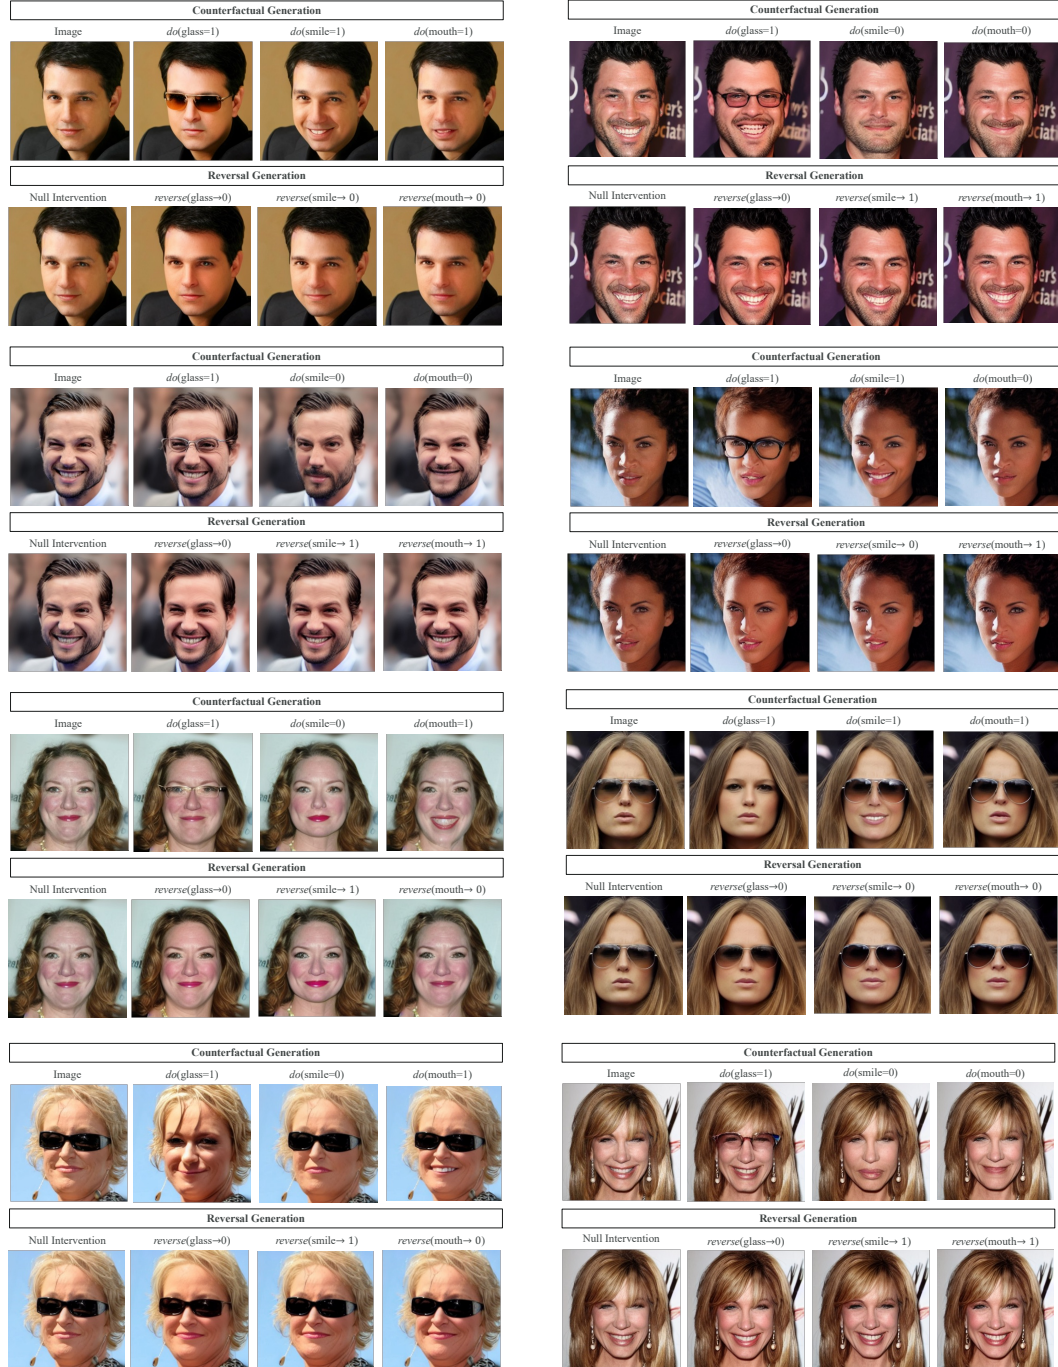 Counterfactual Generation
Image do(glass=1) do(smile=1) do(mouth=1)
Reversal Generation
Null Intervention reverse(glass→0) reverse(smile→ 0) reverse(mouth→ 0)
Counterfactual Generation
Image do(glass=1) do(smile=0) do(mouth=0)
er's
ociati
Reversal Generation
Null Intervention reverse(glass→0) reverse(smile→ 1) reverse(mouth→ 1)
Counterfactual Generation
Image do(glass=1) do(smile=0) do(mouth=0)
Reversal Generation
Null Intervention reverse(glass→0) reverse(smile→ 1) reverse(mouth→ 1)
Counterfactual Generation
Image do(glass=1) do(smile=1) do(mouth=0)
Reversal Generation
Null Intervention reverse(glass→0) reverse(smile→ 0) reverse(mouth→ 1)
Counterfactual Generation
Image do(glass=1) do(smile=0) do(mouth=1)
Reversal Generation
Null Intervention reverse(glass→0) reverse(smile→ 1) reverse(mouth→ 0)
Counterfactual Generation
Image do(glass=1) do(smile=1) do(mouth=1)
Reversal Generation
Null Intervention reverse(glass→0) reverse(smile→ 0) reverse(mouth→ 0)
Counterfactual Generation
Image do(glass=1) do(smile=0) do(mouth=1)
Reversal Generation
Null Intervention reverse(glass→0) reverse(smile→ 1) reverse(mouth→ 0)
Counterfactual Generation
Image do(glass=1) do(smile=0) do(mouth=0)
Reversal Generation
Null Intervention reverse(glass→0) reverse(smile→ 1) reverse(mouth→ 1)